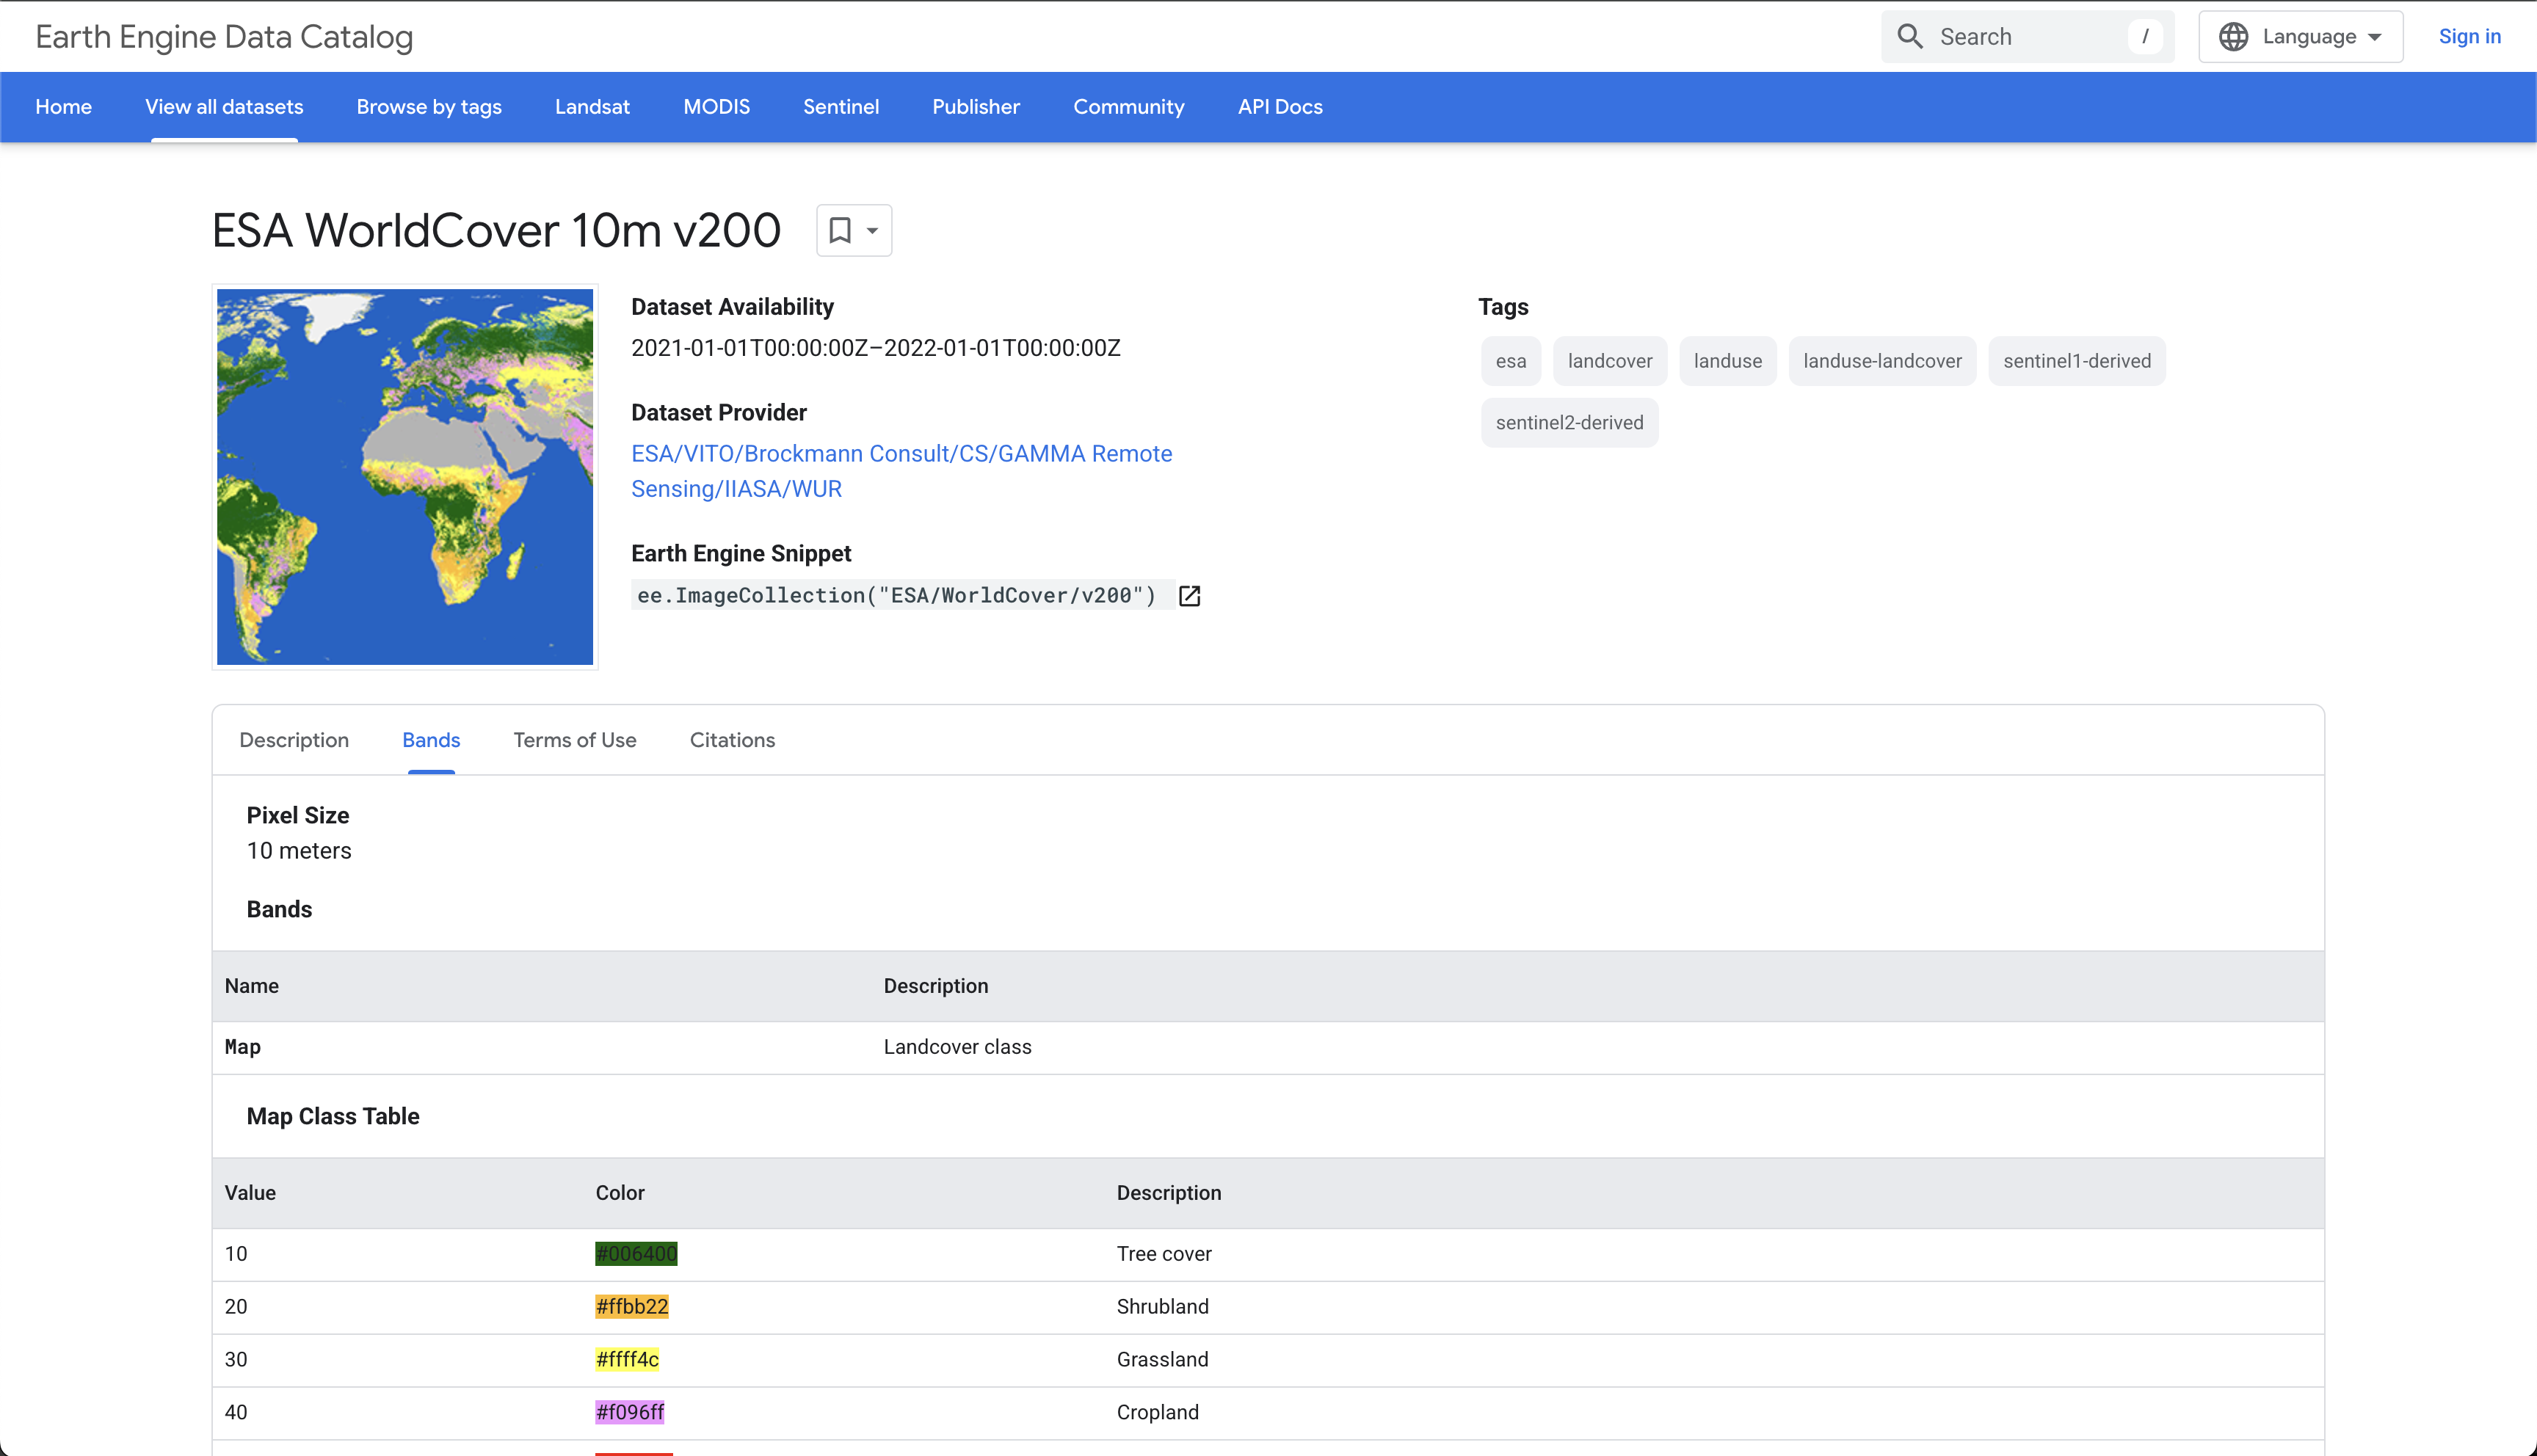 Earth Engine Data Catalog
Search
/
Language
Sign in
Home
View all datasets
Browse by tags
Landsat
MODIS
Sentinel
Publisher
Community
API Docs
ESA WorldCover 10m v200
Dataset Availability
2021-01-01T00:00:00Z–2022-01-01T00:00:00Z
Dataset Provider
ESA/VITO/Brockmann Consult/CS/GAMMA Remote
Sensing/IIASA/WUR
Earth Engine Snippet
ee.ImageCollection("ESA/WorldCover/v200")
Tags
esa
landcover
landuse
landuse-landcover
sentinel1-derived
sentinel2-derived
Description
Bands
Terms of Use
Citations
Pixel Size
10 meters
Bands
Name Description
Map Landcover class
Map Class Table
Value Color Description
10 #006400 Tree cover
20 #ffbb22 Shrubland
30 #ffff4c Grassland
40 #f096ff Cropland